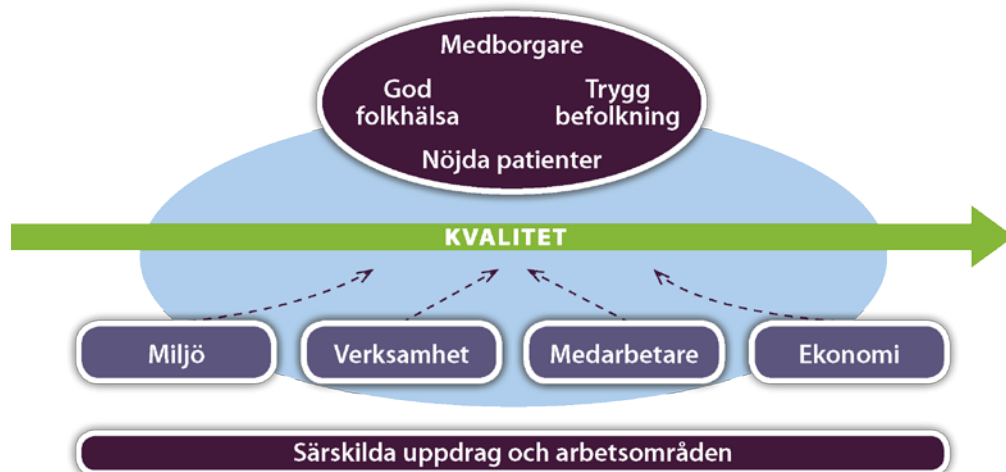 Medborgare
God folkhälsa
Trygg befolkning
Nöjda patienter
KVALITET
Miljö
Verksamhet
Medarbetare
Ekonomi
Särskilda uppdrag och arbetsområden